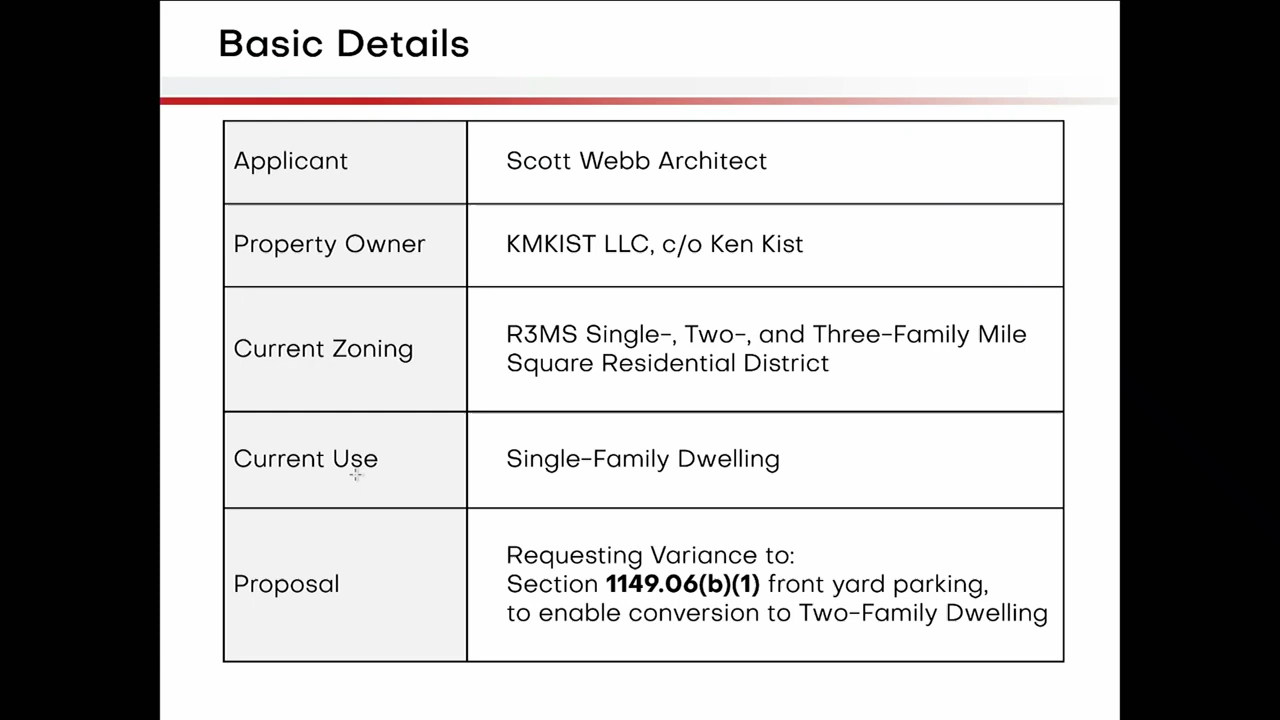 Basic Details
Applicant
Scott Webb Architect
Property Owner
KMKIST LLC, c/o Ken Kist
Current Zoning
R3MS Single-, Two-, and Three-Family Mile
Square Residential District
Current Use
Single-Family Dwelling
Proposal
Requesting Variance to:
Section 1149.06(b)(1) front yard parking,
to enable conversion to Two-Family Dwelling